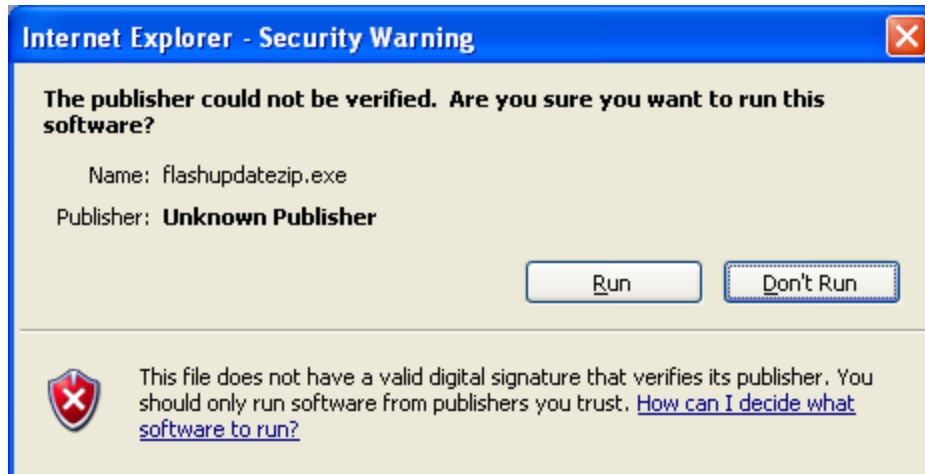 Internet Explorer - Security Warning
The publisher could not be verified. Are you sure you want to run this
software?
Name: flashupdatezip.exe
Publisher: Unknown Publisher
Run Don't Run
This file does not have a valid digital signature that verifies its publisher. You
should only run software from publishers you trust. How can I decide what
software to run?